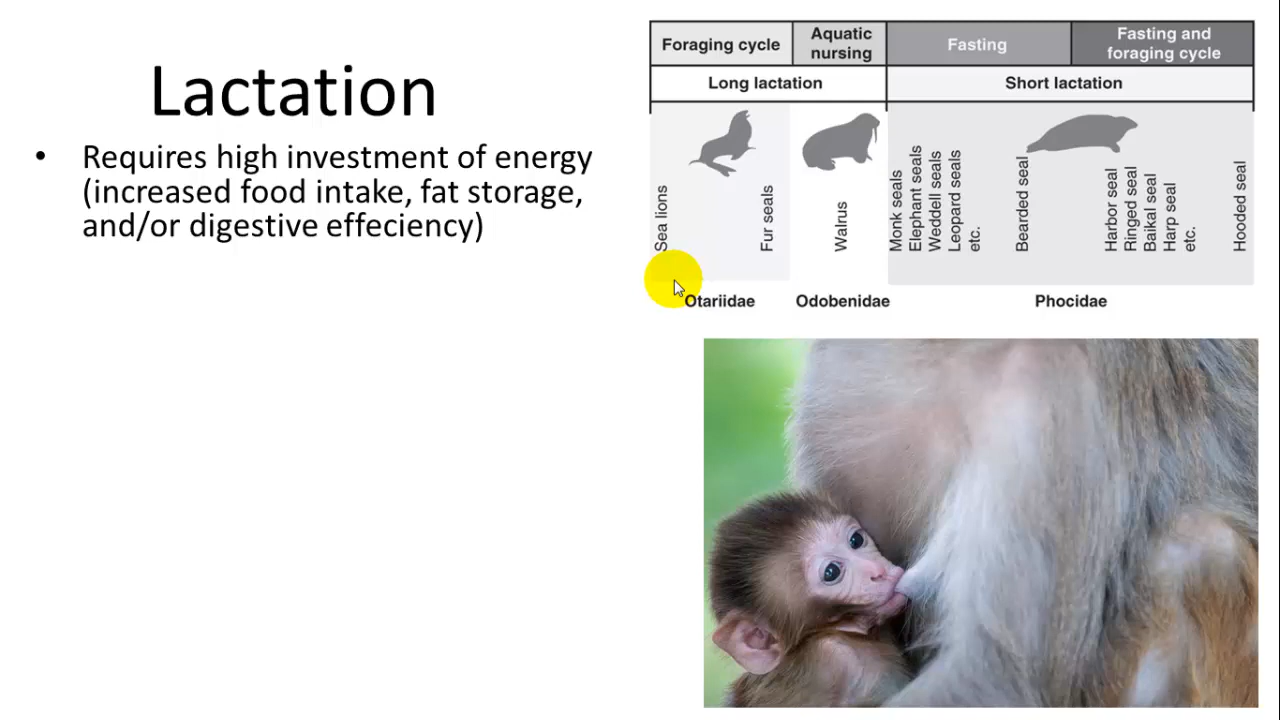 Lactation
• Requires high investment of energy
(increased food intake, fat storage,
and/or digestive effeciency)
Foraging cycle
Aquatic
nursing
Fasting
Fasting and
foraging cycle
Long lactation
Short lactation
Sea lions
Fur seals
Walrus
Monk seals
Elephant seals
Weddell seals
Leopard seals
etc.
Bearded seal
Harbor seal
Ringed seal
Baikal seal
Harp seal
etc.
Hooded seal
Otariidae
Odobenidae
Phocidae